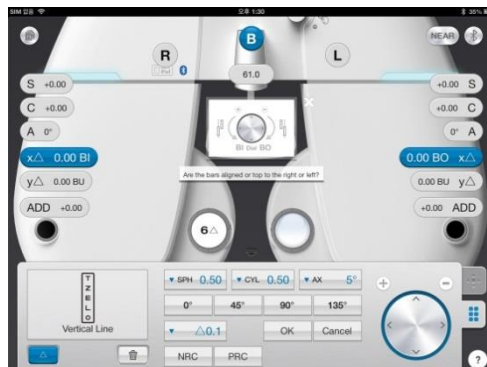 SIM 없음
오후 1:30
35%
B
NEAR
R
L
61.0
S +0.00
+0.00 S
C +0.00
+0.00 C
A 0°
0° A
x△ 0.00 BI
0.00 BO x△
y△ 0.00 BU
0.00 BU y△
ADD +0.00
+0.00 ADD
BI Dial BO
Are the bars aligned or top to the right or left?
6△
T
Z
E
L
O
Vertical Line
▼ SPH 0.50
▼ CYL 0.50
▼ AX 5°
0°
45°
90°
135°
▼ △0.1
OK
Cancel
NRC
PRC
△
+
−
?